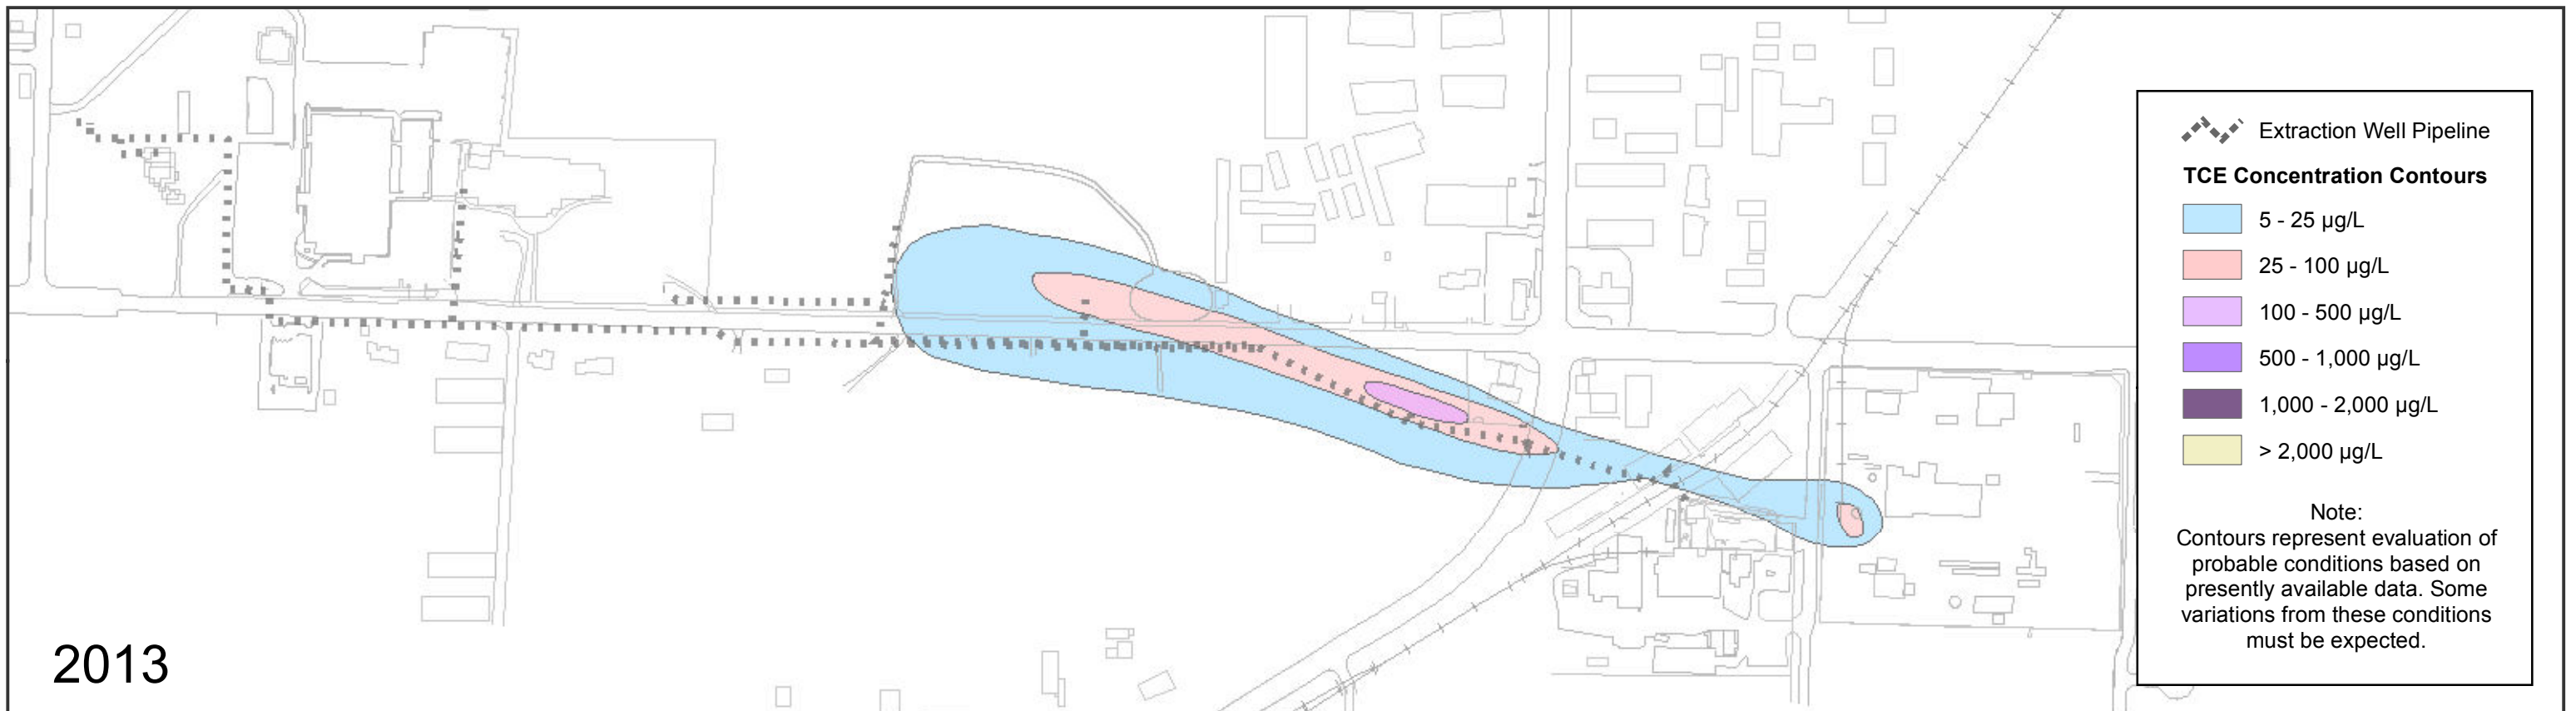 Extraction Well Pipeline
TCE Concentration Contours
5 - 25 µg/L
25 - 100 µg/L
100 - 500 µg/L
500 - 1,000 µg/L
1,000 - 2,000 µg/L
> 2,000 µg/L
Note:
Contours represent evaluation of
probable conditions based on
presently available data. Some
variations from these conditions
must be expected.
2013